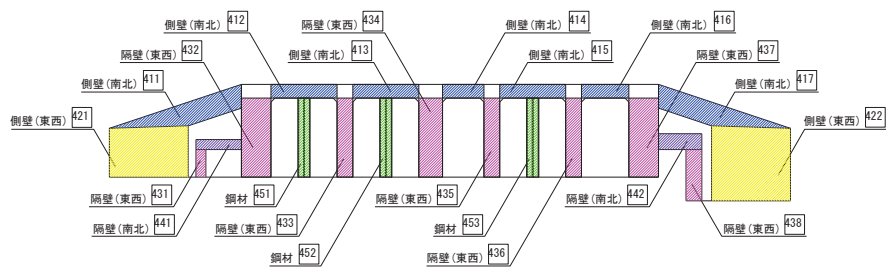 側壁(南北) 412
隔壁(東西) 434
側壁(南北) 414
側壁(南北) 416
隔壁(東西) 432
側壁(南北) 413
側壁(南北) 415
隔壁(東西) 437
側壁(南北) 411
側壁(南北) 417
側壁(東西) 421
側壁(東西) 422
隔壁(東西) 431
鋼材 451
隔壁(東西) 435
隔壁(南北) 442
隔壁(南北) 441
隔壁(東西) 433
鋼材 453
隔壁(東西) 438
鋼材 452
隔壁(東西) 436